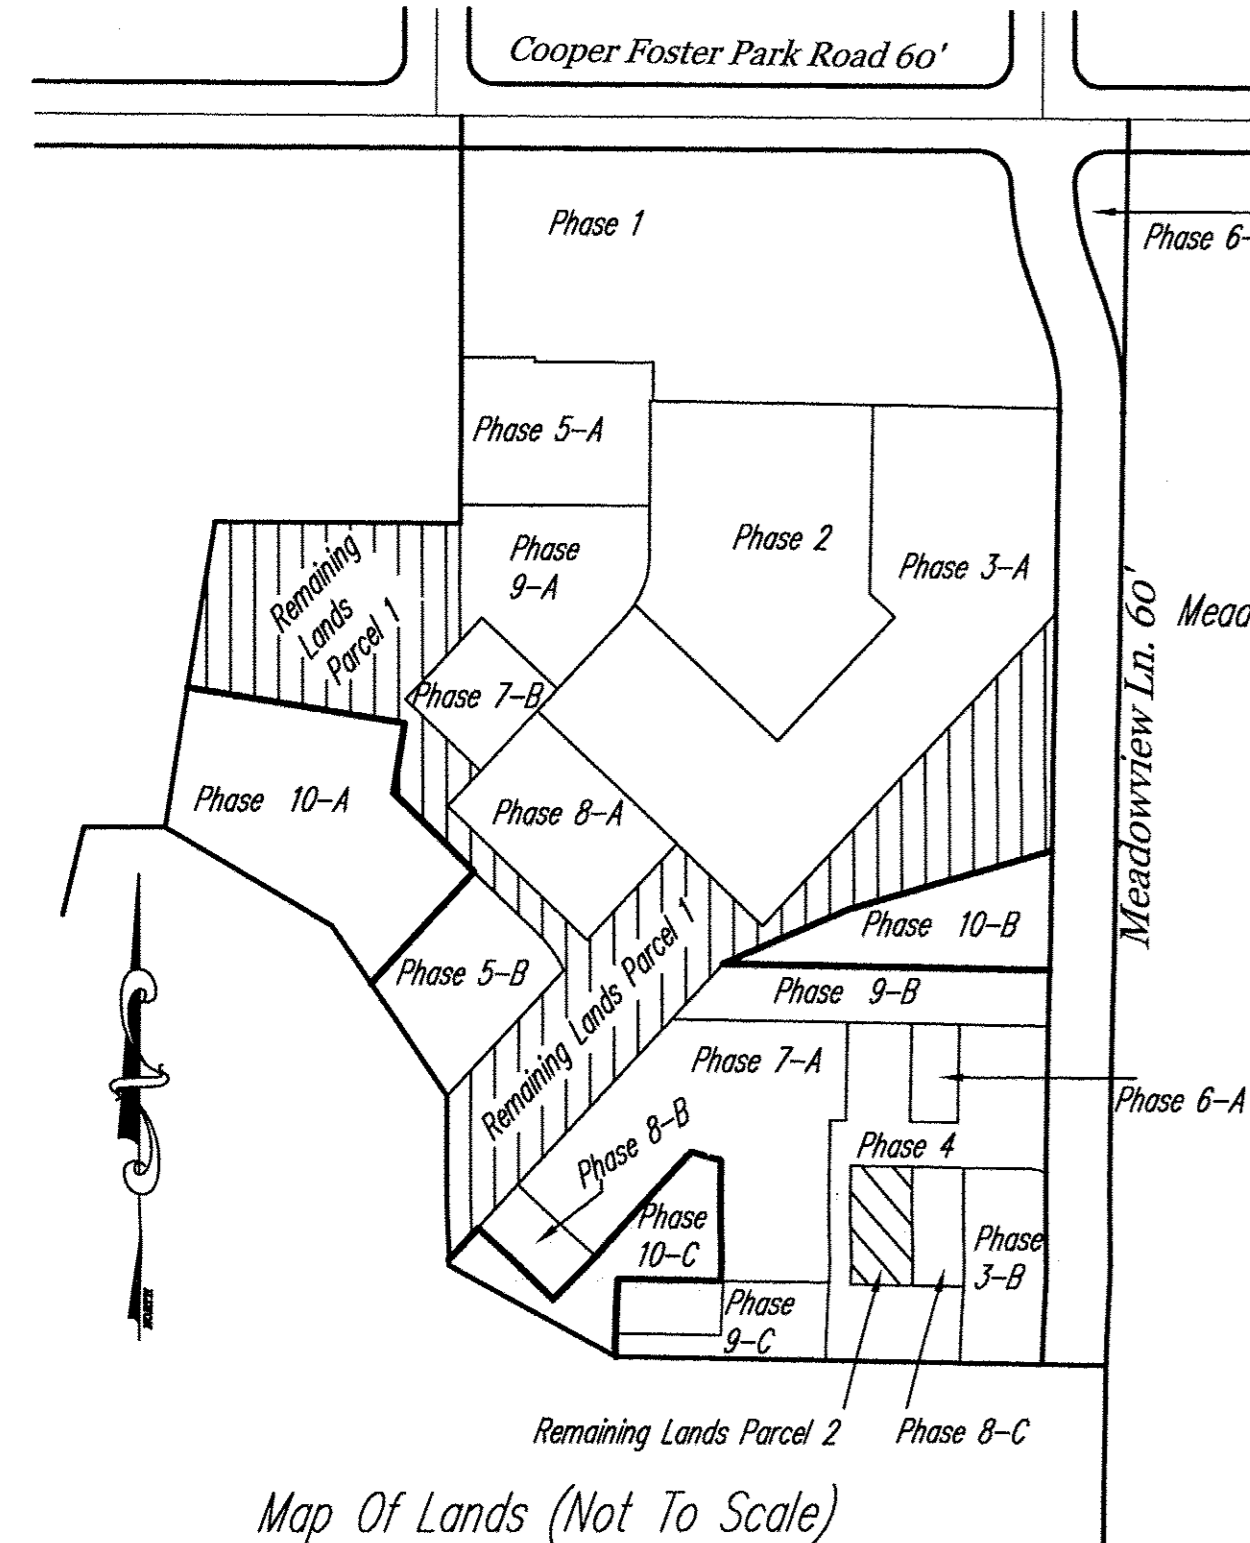 Cooper Foster Park Road 60'
Phase 1
Phase 6-
Phase 5-A
Phase 2
Phase
9-A
Phase 3-A
Remaining
Lands
Parcel 1
Mead
Meadowview Ln. 60'
Phase 7-B
Phase 10-A
Phase 8-A
Phase 10-B
Remaining Lands Parcel 1
Phase 5-B
Phase 9-B
Phase 7-A
Phase 6-A
Phase 8-B
Phase 4
Phase
10-C
Phase
3-B
Phase
9-C
NORTH
Remaining Lands Parcel 2
Phase 8-C
Map Of Lands (Not To Scale)